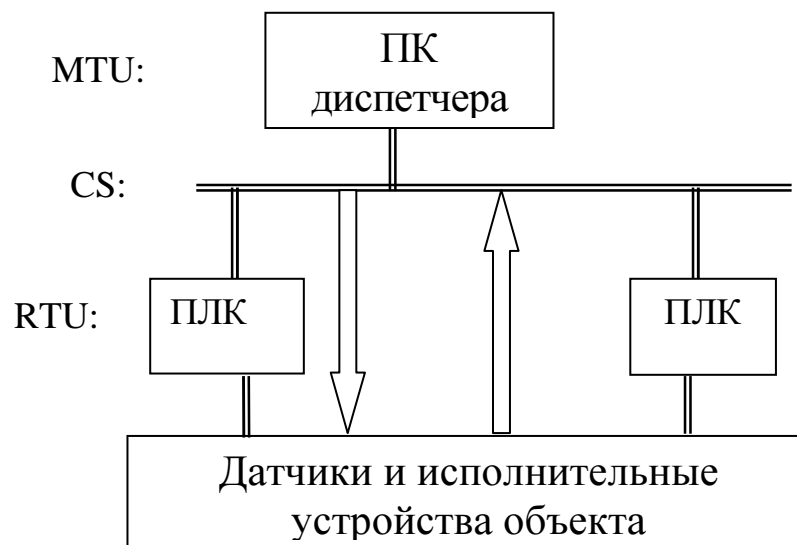 MTU:
ПК
диспетчера
CS:
RTU:
ПЛК
ПЛК
Датчики и исполнительные
устройства объекта